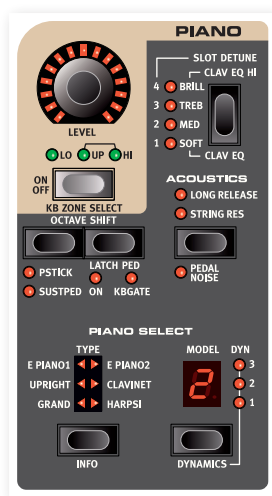 PIANO
SLOT DETUNE
CLAV EQ HI
4 BRILL
3 TREB
2 MED
1 SOFT
CLAV EQ
LEVEL
LO UP HI
ON
OFF
KB ZONE SELECT
OCTAVE SHIFT
ACOUSTICS
LONG RELEASE
STRING RES
PSTICK
SUSTPED
LATCH PED
ON KBGATE
PEDAL
NOISE
PIANO SELECT
TYPE
MODEL DYN
E PIANO1 E PIANO2
UPRIGHT CLAVINET
GRAND HARPSI
2
3
2
1
INFO
DYNAMICS